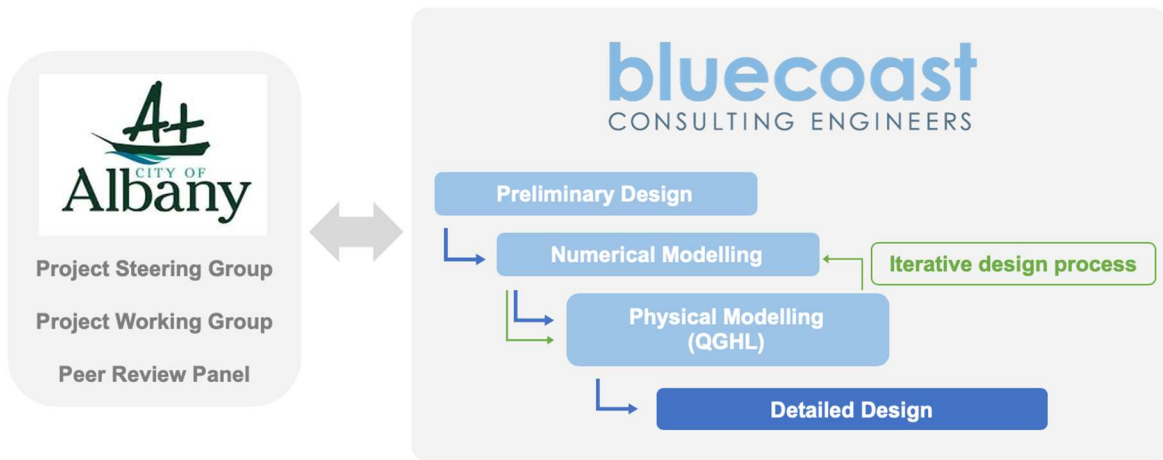 A+
CITY OF
Albany
Project Steering Group
Project Working Group
Peer Review Panel
bluecoast
CONSULTING ENGINEERS
Preliminary Design
Numerical Modelling
Iterative design process
Physical Modelling
(QGHL)
Detailed Design